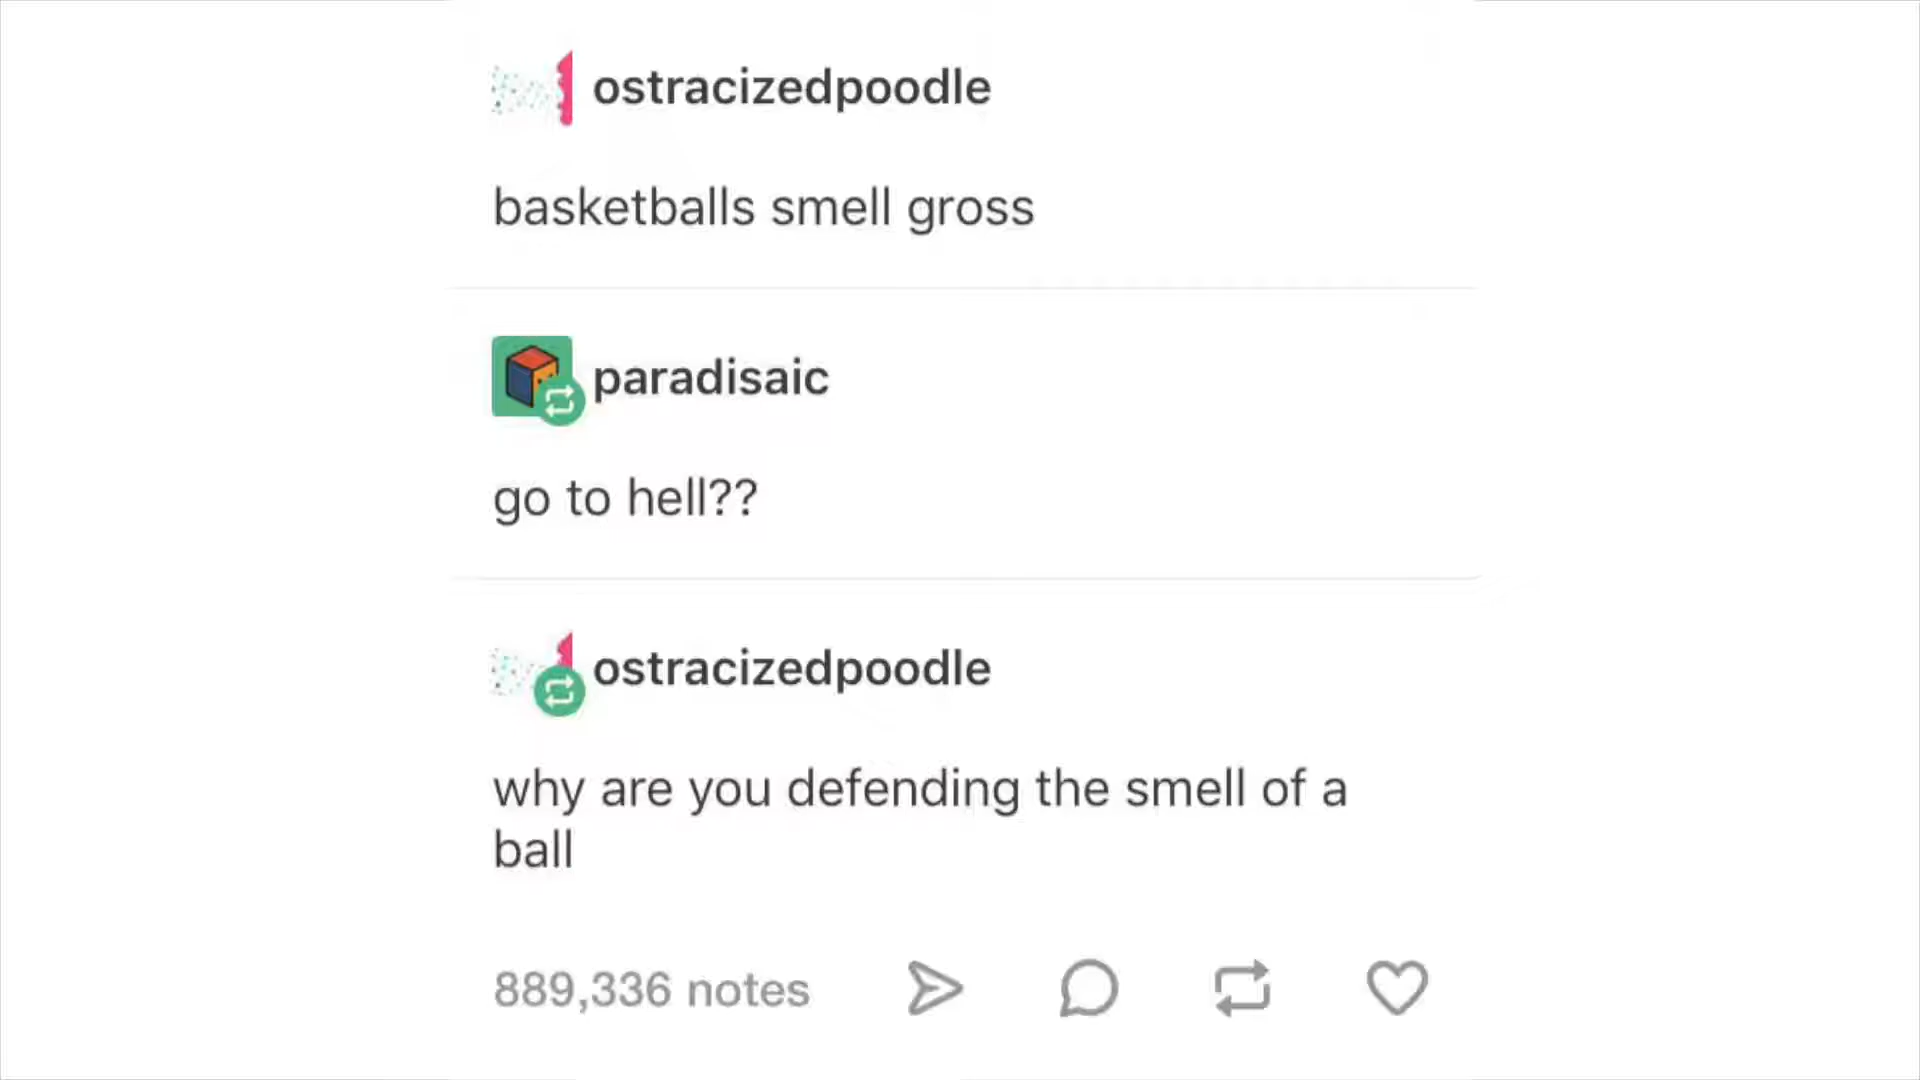 ostracizedpoodle
basketballs smell gross
paradisaic
go to hell??
ostracizedpoodle
why are you defending the smell of a
ball
889,336 notes